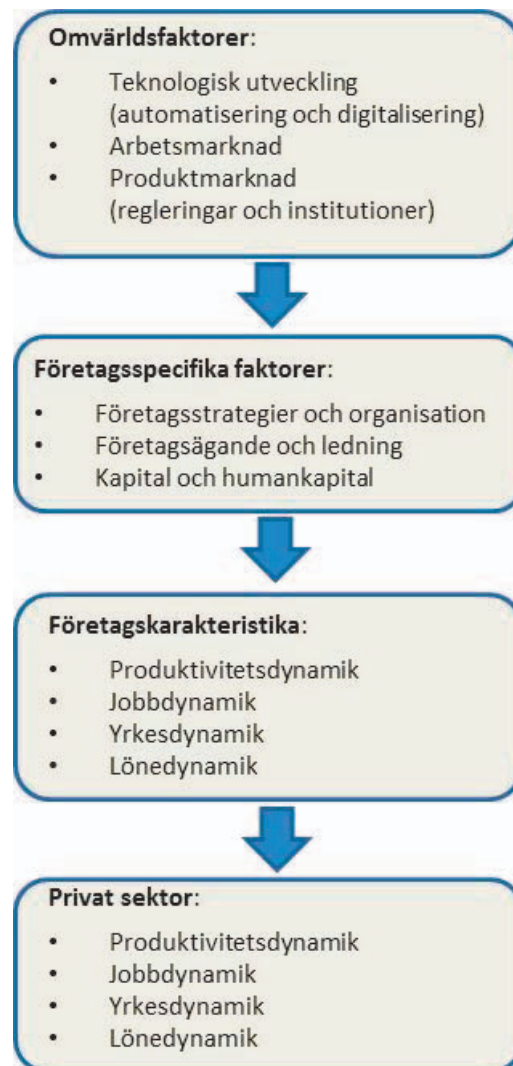 Omvärldsfaktorer:
• Teknologisk utveckling
(automatisering och digitalisering)
• Arbetsmarknad
• Produktmarknad
(regleringar och institutioner)
Företagsspecifika faktorer:
• Företagsstrategier och organisation
• Företagsägande och ledning
• Kapital och humankapital
Företagskarakteristika:
• Produktivitetsdynamik
• Jobbdynamik
• Yrkesdynamik
• Lönedynamik
Privat sektor:
• Produktivitetsdynamik
• Jobbdynamik
• Yrkesdynamik
• Lönedynamik